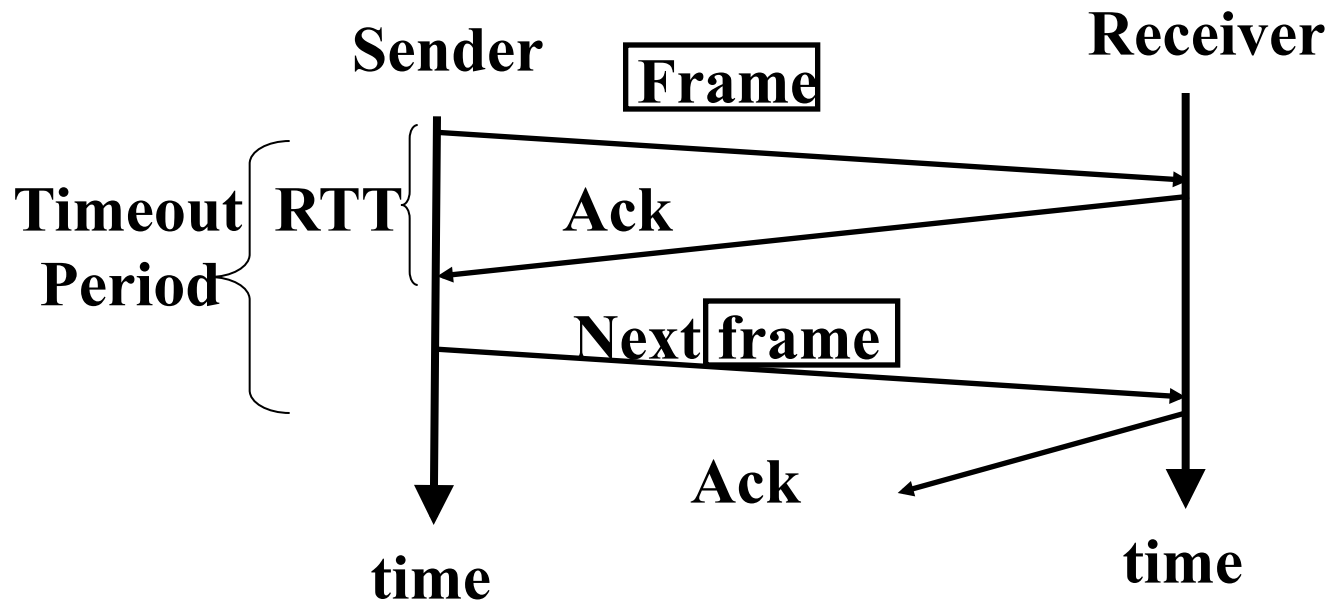 Sender
Receiver
Frame
Timeout
Period
RTT
Ack
Next frame
Ack
time
time